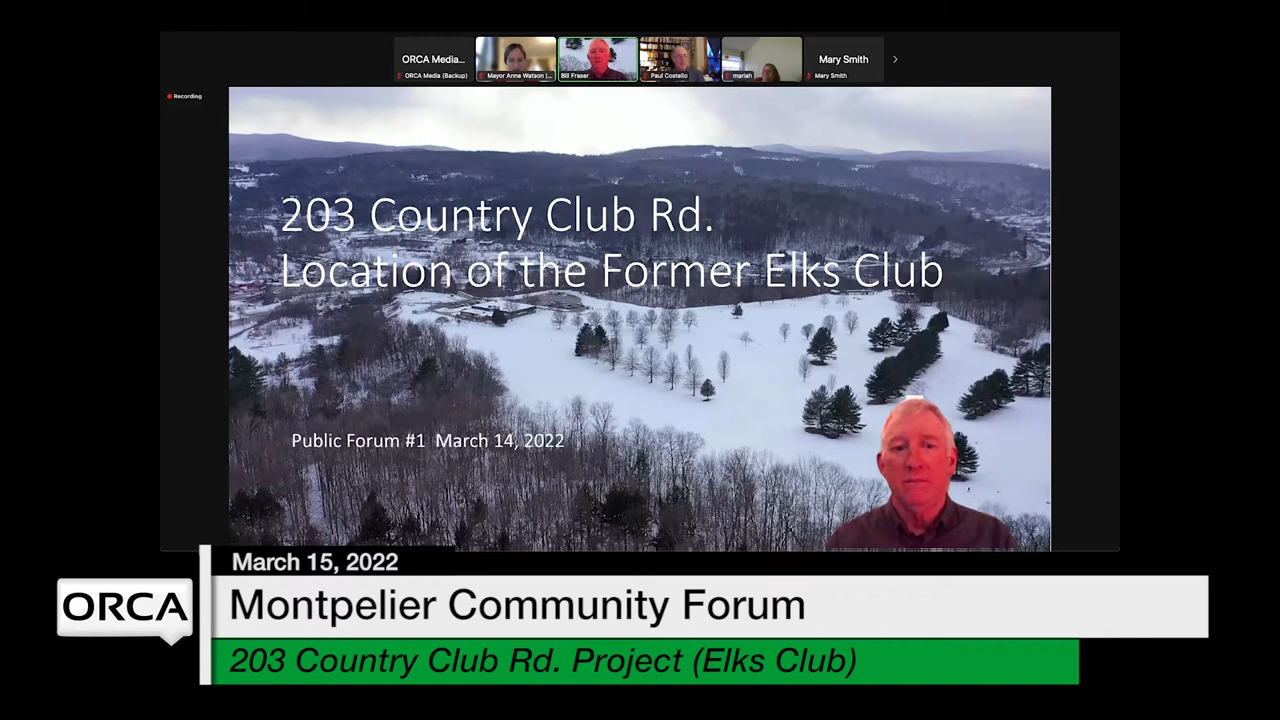 ORCA Media...
Mary Smith
ORCA Media (Backup)
Mayor Anne Watson |...
Bill Fraser
Paul Costello
mariah
Mary Smith
Recording
203 Country Club Rd.
Location of the Former Elks Club
Public Forum #1 March 14, 2022
March 15, 2022
ORCA
Montpelier Community Forum
203 Country Club Rd. Project (Elks Club)